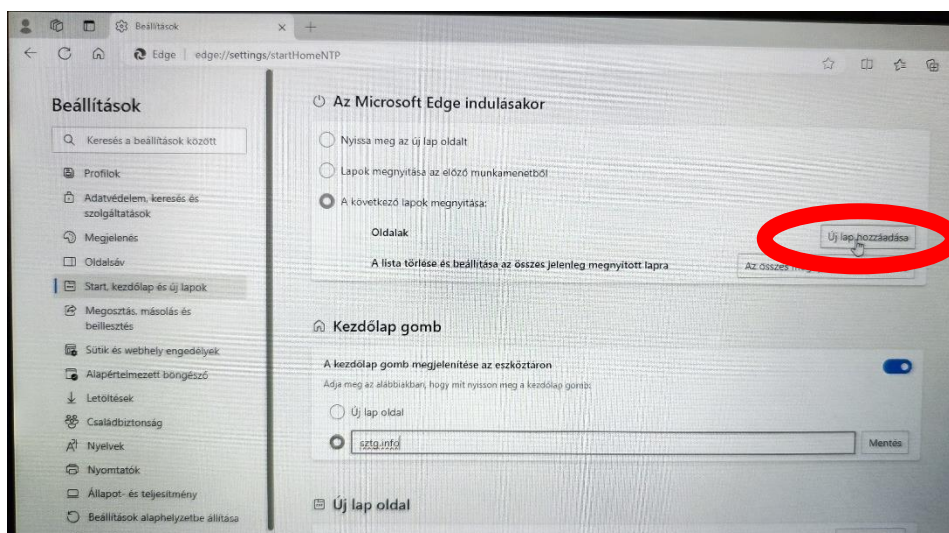 Beállítások
Edge | edge://settings/startHomeNTP
Beállítások
Keresés a beállítások között
Profilok
Adatvédelem, keresés és
szolgáltatások
Megjelenés
Oldalsáv
Start, kezdőlap és új lapok
Megosztás, másolás és
beillesztés
Sütik és webhely engedélyek
Alapértelmezett böngésző
Letöltések
Családbiztonság
Nyelvek
Nyomtatók
Állapot- és teljesítmény
Beállítások alaphelyzetbe állítása
Az Microsoft Edge indulásakor
Nyissa meg az új lap oldalt
Lapok megnyitása az előző munkamenetből
A következő lapok megnyitása:
Oldalak
Új lap hozzáadása
A lista törlése és beállítása az összes jelenleg megnyitott lapra
Az összes
Kezdőlap gomb
A kezdőlap gomb megjelenítése az eszköztáron
Adja meg az alábbiakban, hogy mit nyisson meg a kezdőlap gomb:
Új lap oldal
sztg.info
Mentés
Új lap oldal